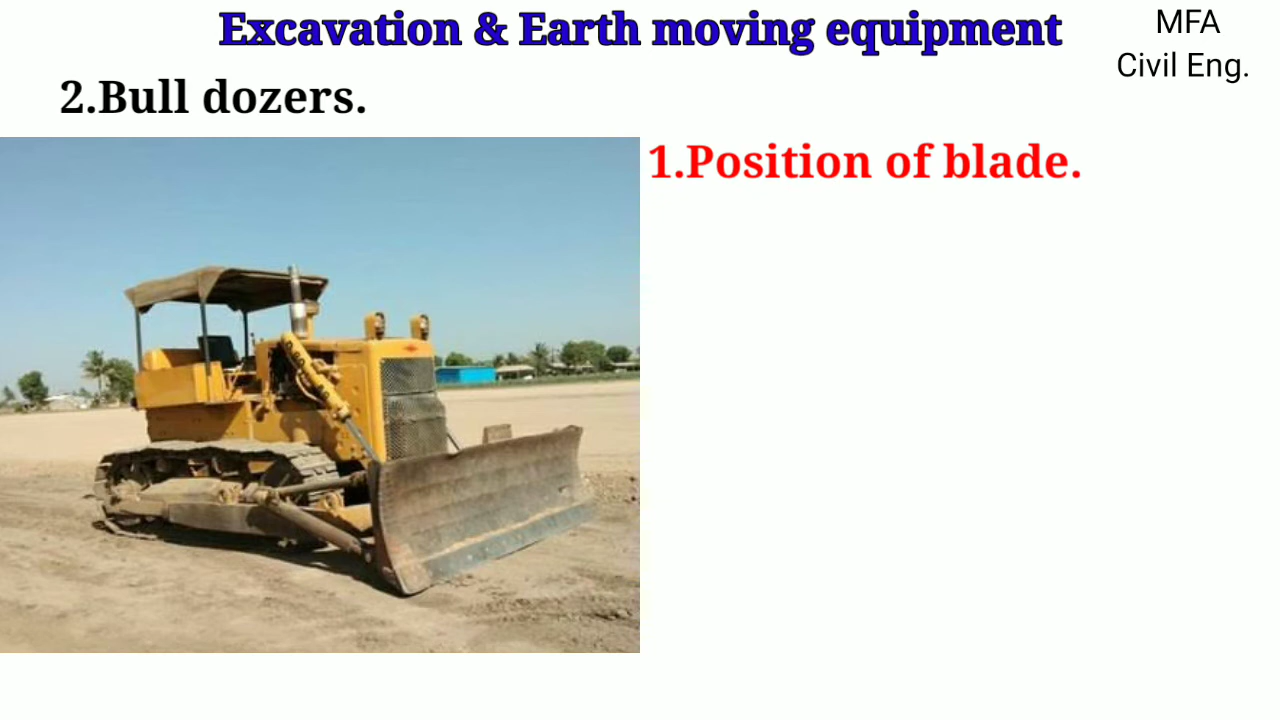 Excavation & Earth moving equipment
MFA
Civil Eng.
2.Bull dozers.
1.Position of blade.